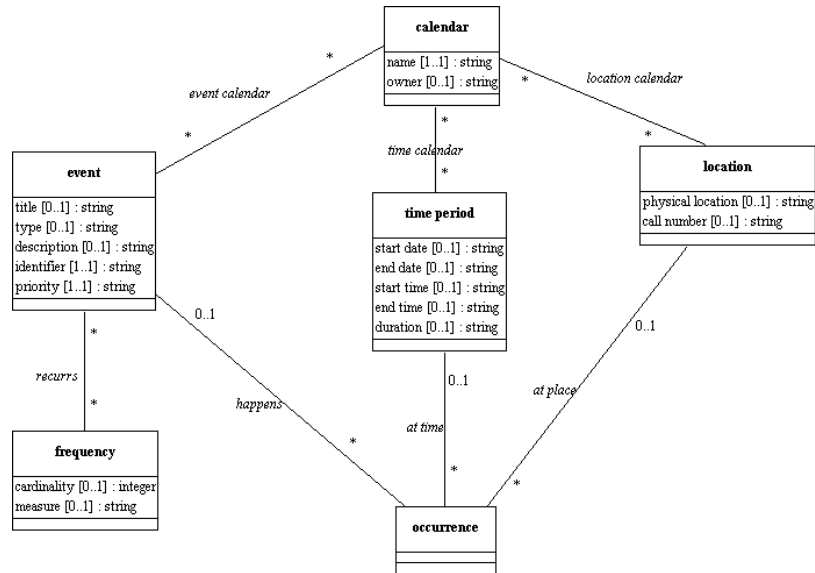 calendar
name [1..1] : string
owner [0..1] : string
*
*
*
event calendar
location calendar
*
*
time calendar
*
event
title [0..1] : string
type [0..1] : string
description [0..1] : string
identifier [1..1] : string
priority [1..1] : string
time period
start date [0..1] : string
end date [0..1] : string
start time [0..1] : string
end time [0..1] : string
duration [0..1] : string
location
physical location [0..1] : string
call number [0..1] : string
*
0..1
0..1
0..1
recurrs
happens
at time
at place
*
*
*
*
frequency
cardinality [0..1] : integer
measure [0..1] : string
occurrence